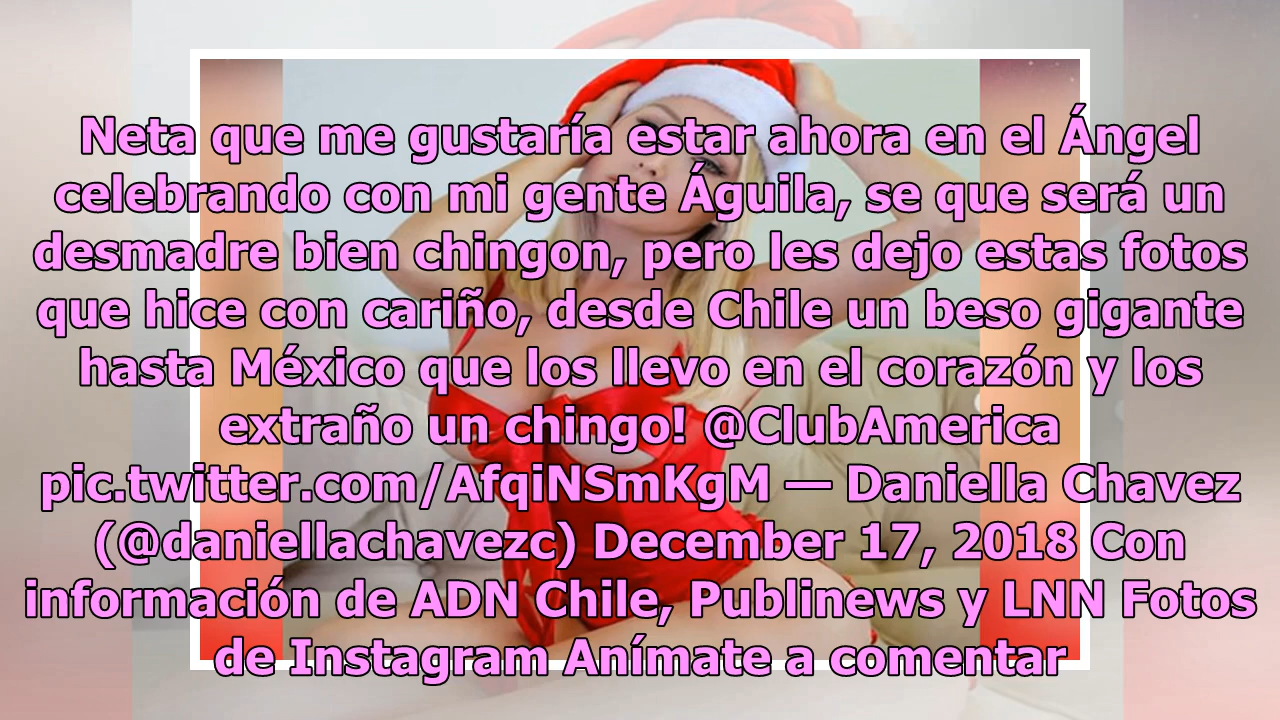 Neta que me gustaría estar ahora en el Ángel
celebrando con mi gente Águila, se que será un
desmadre bien chingon, pero les dejo estas fotos
que hice con cariño, desde Chile un beso gigante
hasta México que los llevo en el corazón y los
extraño un chingo! @ClubAmerica
pic.twitter.com/AfqiNSmKgM — Daniella Chavez
(@daniellachavezc) December 17, 2018 Con
información de ADN Chile, Publinews y LNN Fotos
de Instagram Anímate a comentar